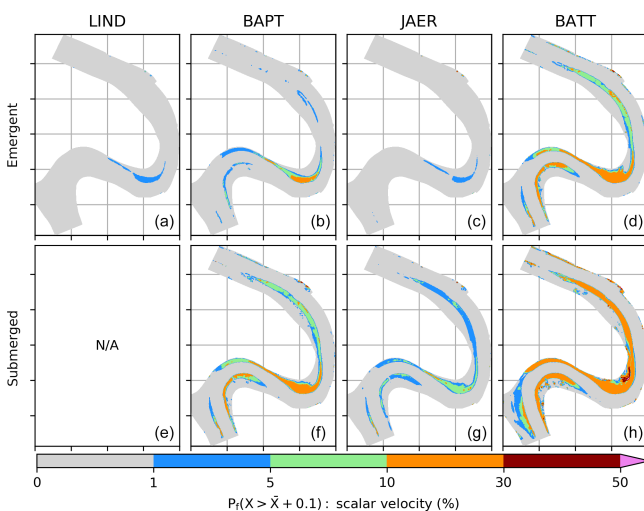 LIND BAPT JAER BATT
Emergent
(a) (b) (c) (d)
Submerged
N/A
(e) (f) (g) (h)
0 1 5 10 30 50
P_f(X > X̄ + 0.1) : scalar velocity (%)